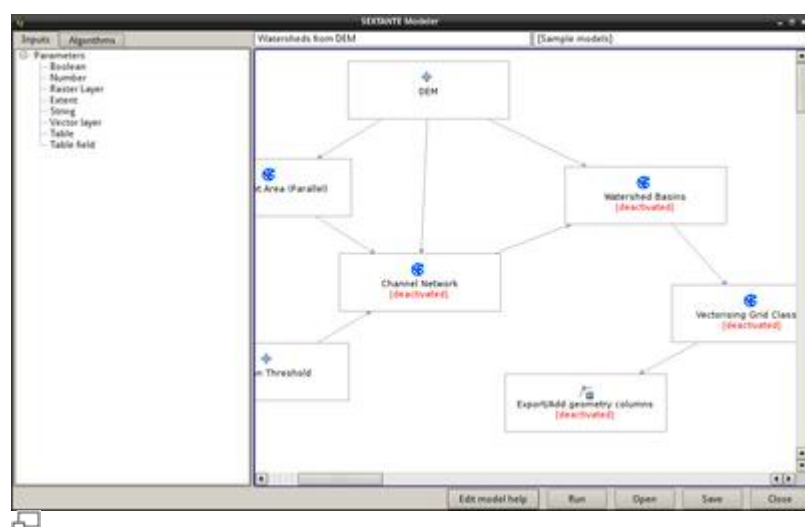 SEXTANTE Modeler
Inputs
Algorithms
Watersheds from DEM
[Sample models]
Parameters
Boolean
Number
Raster Layer
Extent
String
Vector layer
Table
Table field
DEM
t Area (Parallel)
Watershed Basins
[deactivated]
Channel Network
[deactivated]
Vectorising Grid Class
[deactivated]
n Threshold
Export/Add geometry columns
[deactivated]
Edit model help
Run
Open
Save
Close